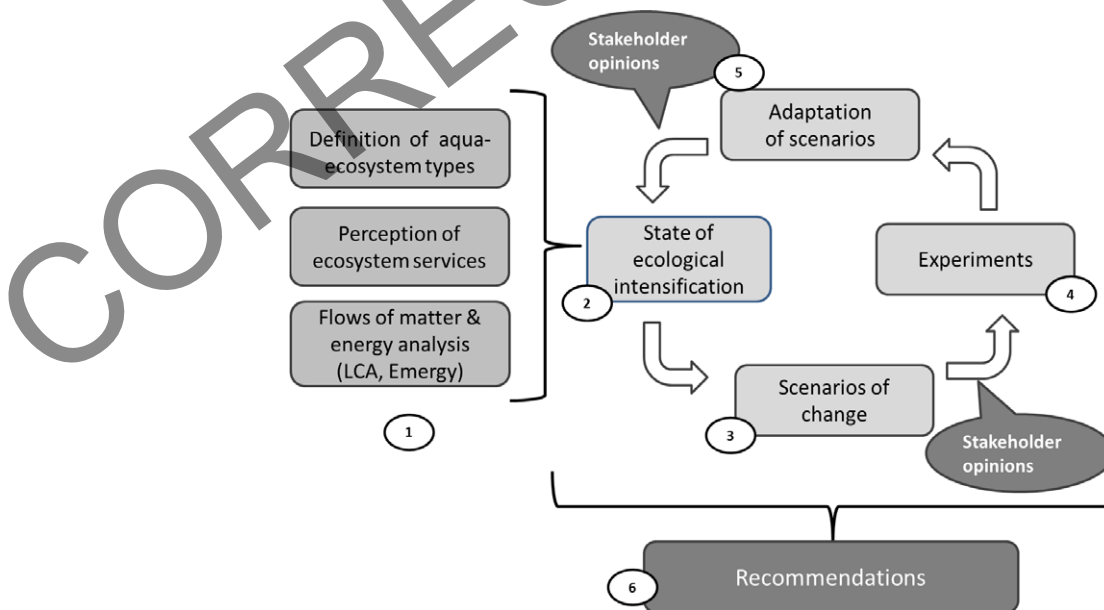 CORRE
Stakeholder
opinions
5
Adaptation
of scenarios
Definition of aqua-
ecosystem types
Perception of
ecosystem services
State of
ecological
intensification
2
Experiments
4
Flows of matter &
energy analysis
(LCA, Emergy)
1
Scenarios of
change
3
Stakeholder
opinions
6
Recommendations